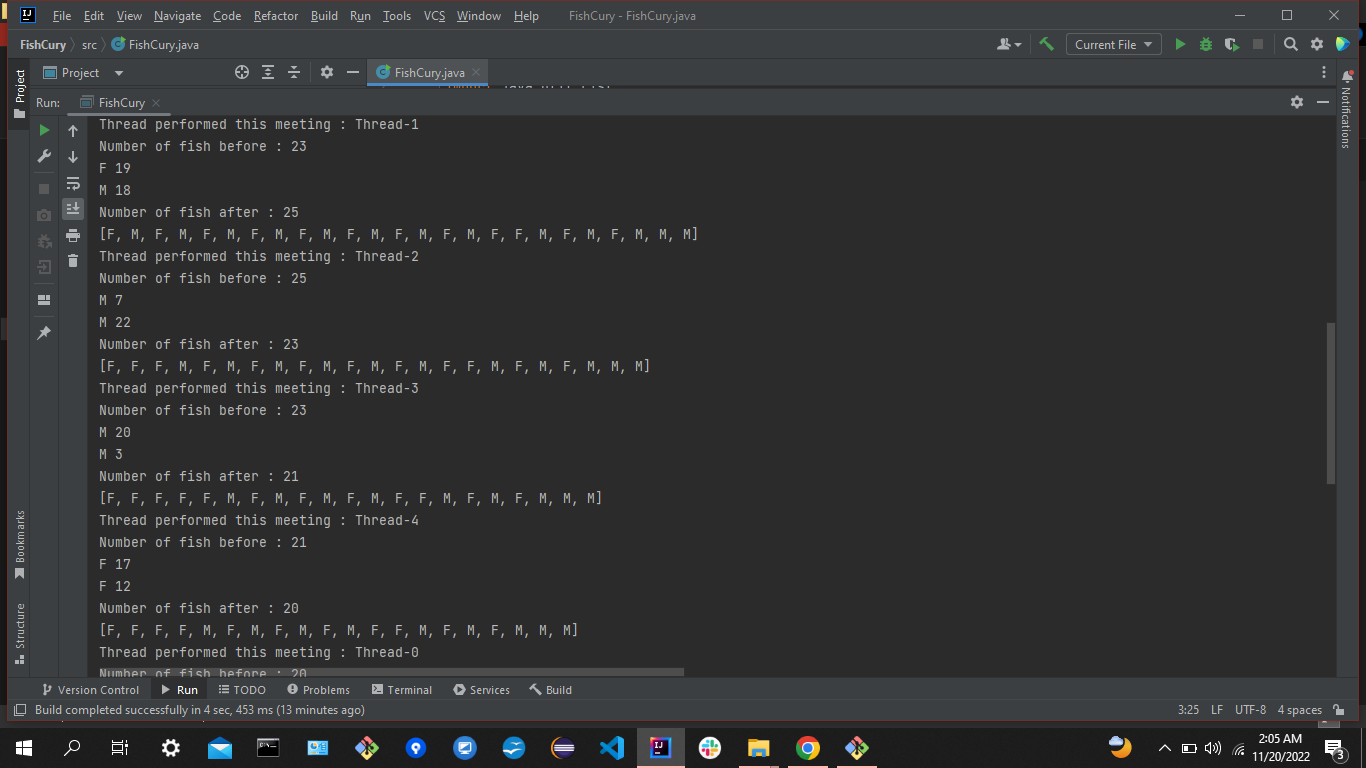 File Edit View Navigate Code Refactor Build Run Tools VCS Window Help FishCury - FishCury.java
FishCury src FishCury.java Current File
Project FishCury.java
Project
Notifications
Run: FishCury
Thread performed this meeting : Thread-1
Number of fish before : 23
F 19
M 18
Number of fish after : 25
[F, M, F, M, F, M, F, M, F, M, F, M, F, M, F, M, F, F, M, F, M, F, M, M, M]
Thread performed this meeting : Thread-2
Number of fish before : 25
M 7
M 22
Number of fish after : 23
[F, F, F, M, F, M, F, M, F, M, F, M, F, M, F, F, M, F, M, F, M, M, M]
Thread performed this meeting : Thread-3
Number of fish before : 23
M 20
M 3
Number of fish after : 21
[F, F, F, F, F, M, F, M, F, M, F, M, F, F, M, F, M, F, M, M, M]
Thread performed this meeting : Thread-4
Number of fish before : 21
F 17
F 12
Number of fish after : 20
[F, F, F, F, M, F, M, F, M, F, M, F, F, M, F, M, F, M, M, M]
Thread performed this meeting : Thread-0
Number of fish before : 20
Bookmarks
Structure
Version Control Run TODO Problems Terminal Services Build
Build completed successfully in 4 sec, 453 ms (13 minutes ago) 3:25 LF UTF-8 4 spaces
2:05 AM
11/20/2022
3